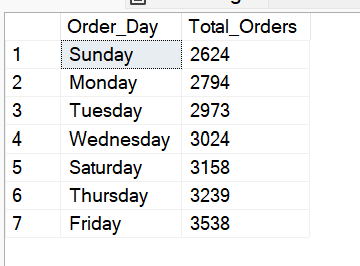 Order_Day Total_Orders
1 Sunday 2624
2 Monday 2794
3 Tuesday 2973
4 Wednesday 3024
5 Saturday 3158
6 Thursday 3239
7 Friday 3538